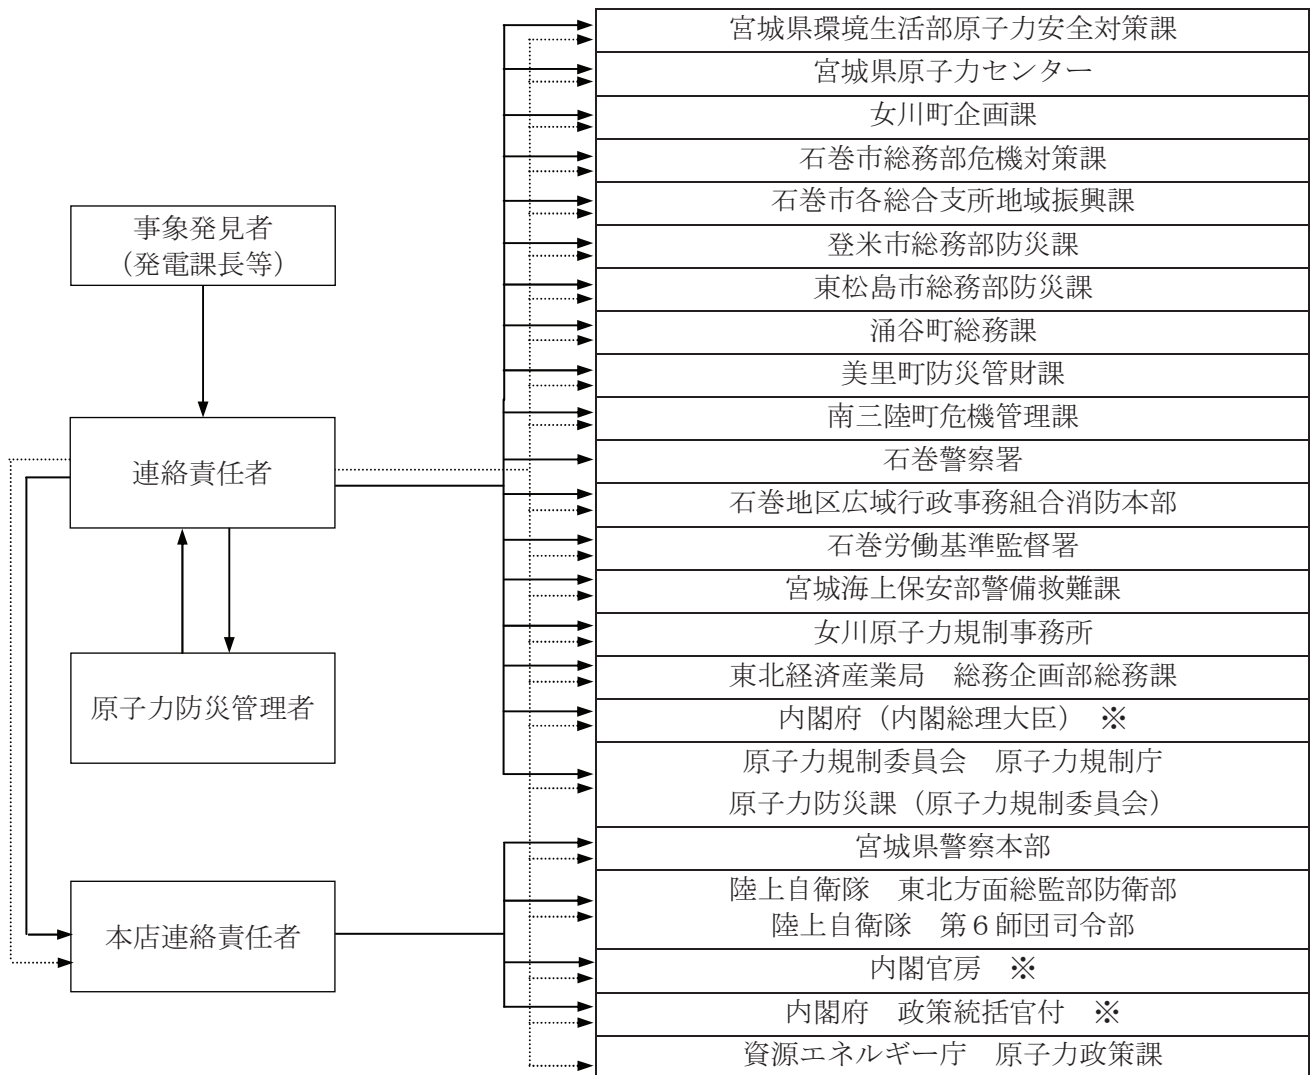 事象発見者
（発電課長等）
連絡責任者
原子力防災管理者
本店連絡責任者
宮城県環境生活部原子力安全対策課
宮城県原子力センター
女川町企画課
石巻市総務部危機対策課
石巻市各総合支所地域振興課
登米市総務部防災課
東松島市総務部防災課
涌谷町総務課
美里町防災管財課
南三陸町危機管理課
石巻警察署
石巻地区広域行政事務組合消防本部
石巻労働基準監督署
宮城海上保安部警備救難課
女川原子力規制事務所
東北経済産業局　総務企画部総務課
内閣府（内閣総理大臣）　※
原子力規制委員会　原子力規制庁
原子力防災課（原子力規制委員会）
宮城県警察本部
陸上自衛隊　東北方面総監部防衛部
陸上自衛隊　第６師団司令部
内閣官房　※
内閣府　政策統括官付　※
資源エネルギー庁　原子力政策課